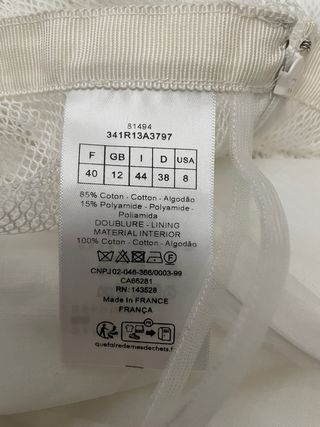 81494
341R13A3797
F GB I D USA
40 12 44 38 8
85% Coton - Cotton - Algodão
15% Polyamide - Polyamide -
Poliamida
DOUBLURE - LINING
MATERIAL INTERIOR
100% Coton - Cotton - Algodão
CNPJ 02-046-366/0003-99
CA65281
RN: 143528
Made In FRANCE
FRANÇA
FR
quefairedemesdechets.fr